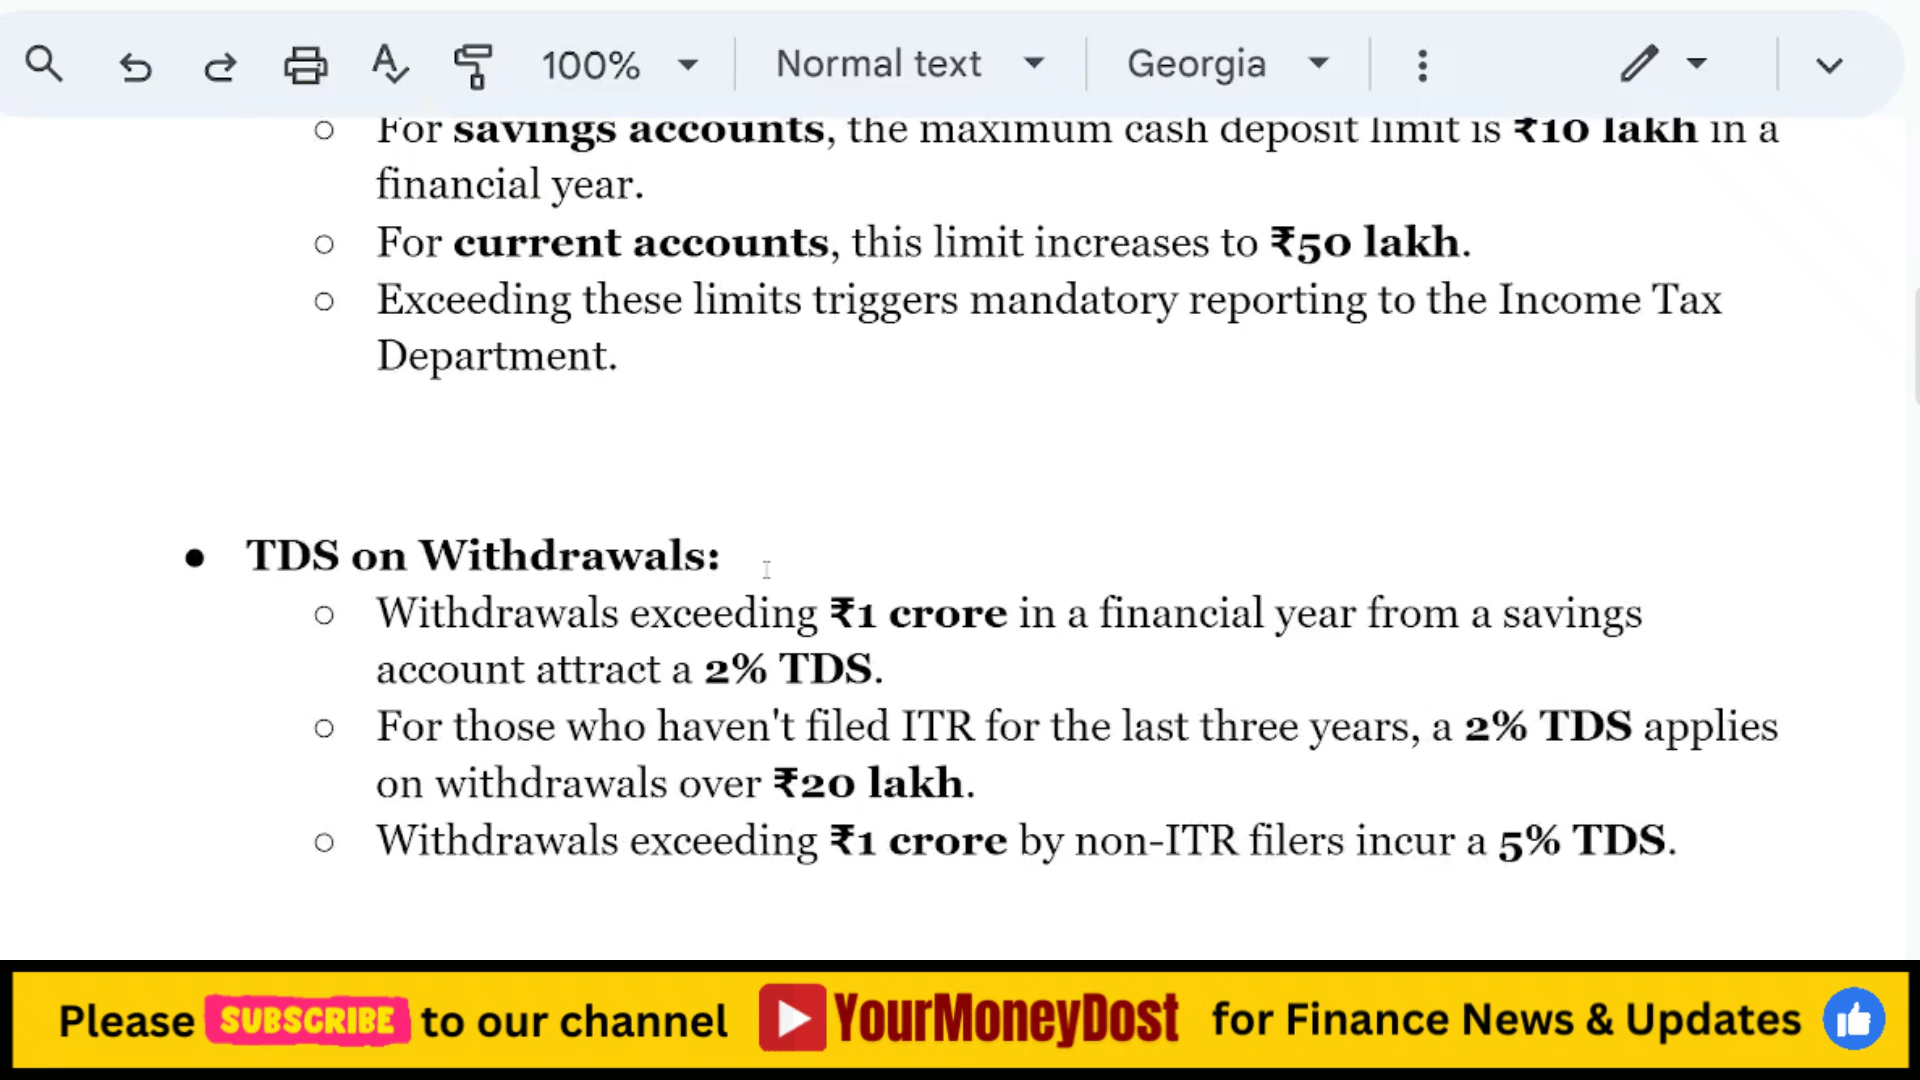 100% Normal text Georgia
○ For savings accounts, the maximum cash deposit limit is ₹10 lakh in a
financial year.
○ For current accounts, this limit increases to ₹50 lakh.
○ Exceeding these limits triggers mandatory reporting to the Income Tax
Department.
● TDS on Withdrawals:
○ Withdrawals exceeding ₹1 crore in a financial year from a savings
account attract a 2% TDS.
○ For those who haven't filed ITR for the last three years, a 2% TDS applies
on withdrawals over ₹20 lakh.
○ Withdrawals exceeding ₹1 crore by non-ITR filers incur a 5% TDS.
Please SUBSCRIBE to our channel YourMoneyDost for Finance News & Updates